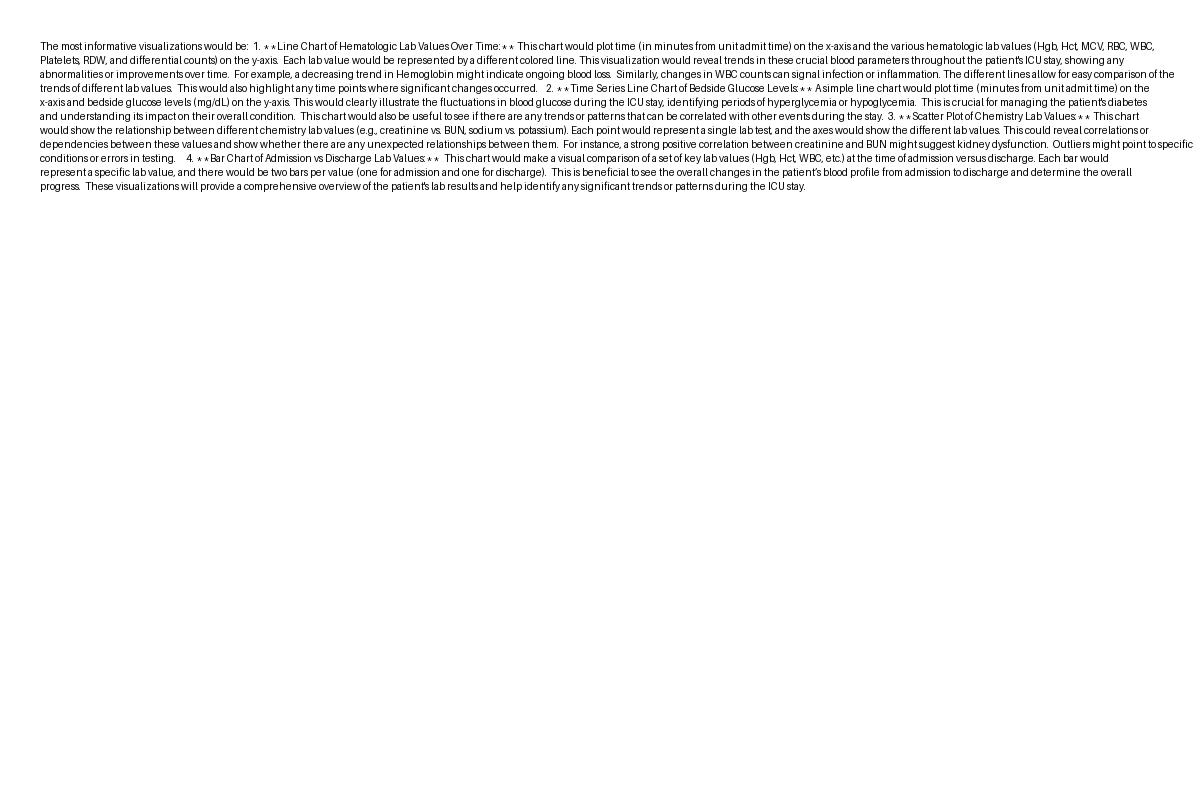 The most informative visualizations would be:  1. **Line Chart of Hematologic Lab Values Over Time:** This chart would plot time (in minutes from unit admit time) on the x-axis and the various hematologic lab values (Hgb, Hct, MCV, RBC, WBC,
Platelets, RDW, and differential counts) on the y-axis.  Each lab value would be represented by a different colored line. This visualization would reveal trends in these crucial blood parameters throughout the patient's ICU stay, showing any
abnormalities or improvements over time.  For example, a decreasing trend in Hemoglobin might indicate ongoing blood loss.  Similarly, changes in WBC counts can signal infection or inflammation. The different lines allow for easy comparison of the
trends of different lab values.  This would also highlight any time points where significant changes occurred.   2. **Time Series Line Chart of Bedside Glucose Levels:** A simple line chart would plot time (minutes from unit admit time) on the
x-axis and bedside glucose levels (mg/dL) on the y-axis. This would clearly illustrate the fluctuations in blood glucose during the ICU stay, identifying periods of hyperglycemia or hypoglycemia.  This is crucial for managing the patient's diabetes
and understanding its impact on their overall condition.  This chart would also be useful to see if there are any trends or patterns that can be correlated with other events during the stay.  3. **Scatter Plot of Chemistry Lab Values:** This chart
would show the relationship between different chemistry lab values (e.g., creatinine vs. BUN, sodium vs. potassium). Each point would represent a single lab test, and the axes would show the different lab values. This could reveal correlations or
dependencies between these values and show whether there are any unexpected relationships between them.  For instance, a strong positive correlation between creatinine and BUN might suggest kidney dysfunction.  Outliers might point to specific
conditions or errors in testing.    4. **Bar Chart of Admission vs Discharge Lab Values:**  This chart would make a visual comparison of a set of key lab values (Hgb, Hct, WBC, etc.) at the time of admission versus discharge. Each bar would
represent a specific lab value, and there would be two bars per value (one for admission and one for discharge).  This is beneficial to see the overall changes in the patient's blood profile from admission to discharge and determine the overall
progress.  These visualizations will provide a comprehensive overview of the patient's lab results and help identify any significant trends or patterns during the ICU stay.